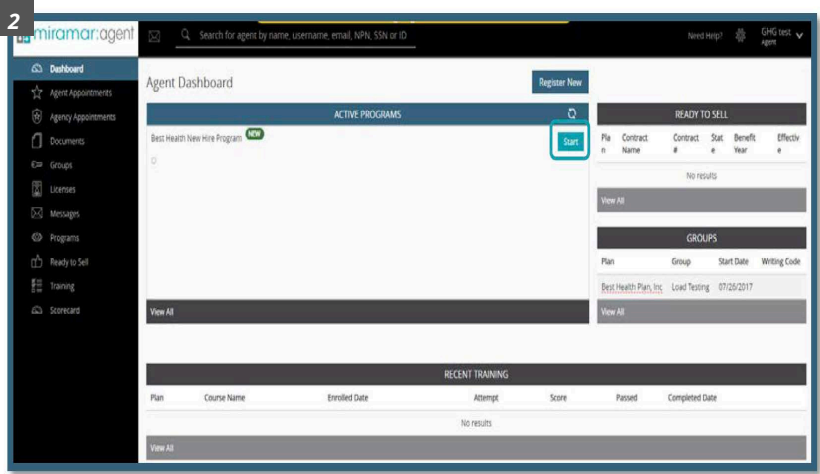 2
miramar:agent
Search for agent by name, username, email, NPN, SSN or ID
Need Help?
GHG test
agent
Dashboard
Agent Appointments
Agency Appointments
Documents
Groups
Licenses
Messages
Programs
Ready to Sell
Training
Scorecard
Agent Dashboard
Register New
ACTIVE PROGRAMS
Best Health New Hire Program NEW
Start
View All
READY TO SELL
Pla Contract Contract Stat Benefit Effectiv
n Name # e Year e
No results
View All
GROUPS
Plan Group Start Date Writing Code
Best Health Plan, Inc Load Testing 07/26/2017
View All
RECENT TRAINING
Plan Course Name Enrolled Date Attempt Score Passed Completed Date
No results
View All